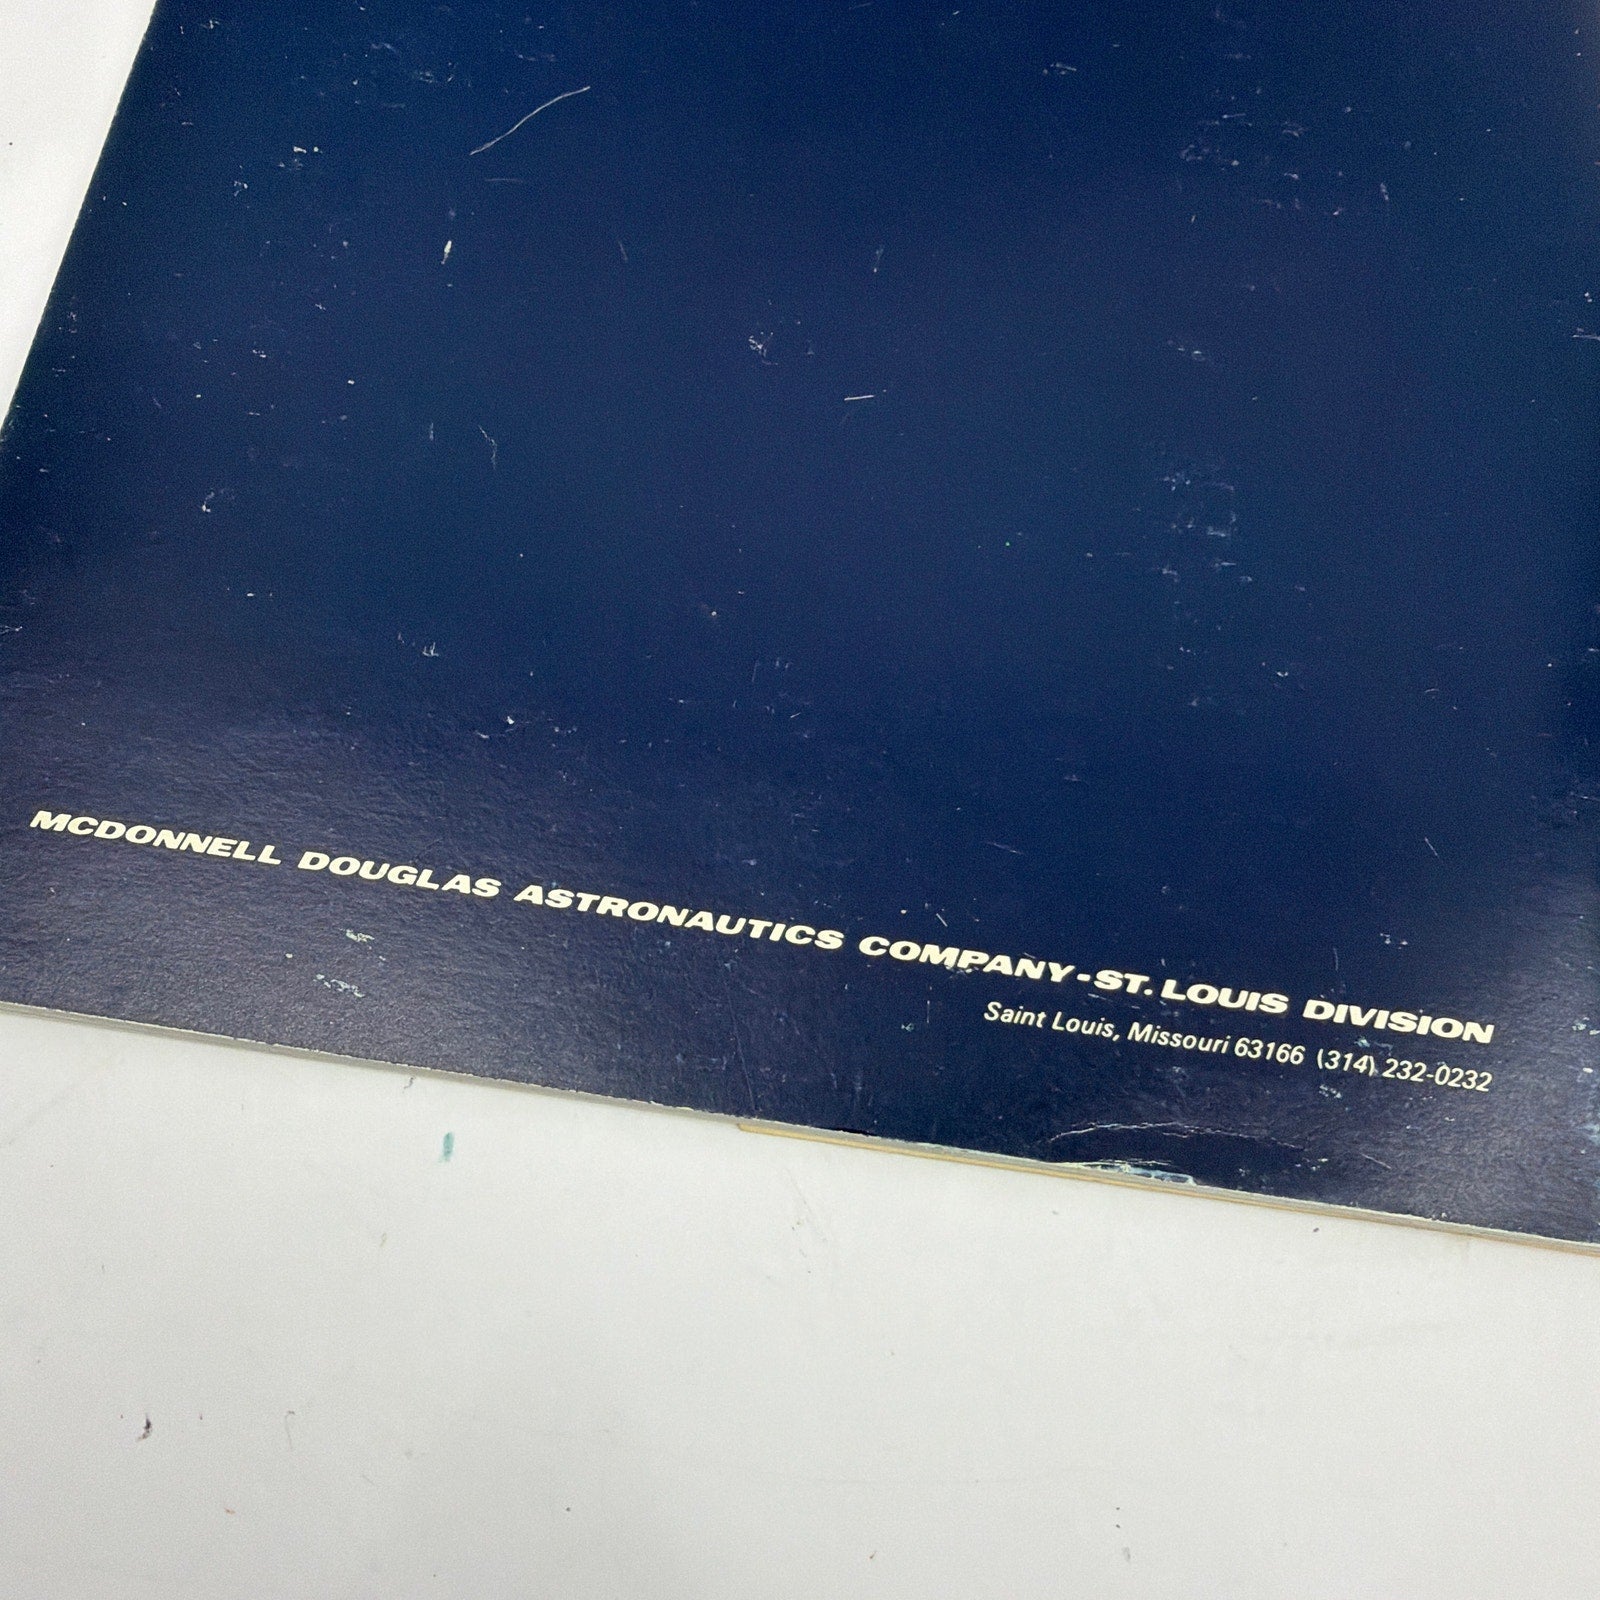 MCDONNELL DOUGLAS ASTRONAUTICS COMPANY-ST. LOUIS DIVISION
Saint Louis, Missouri 63166 (314) 232-0232